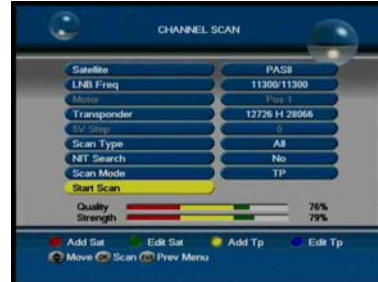 CHANNEL SCAN
Satellite PAS8
LNB Freq 11300/11300
Motor Pos 1
Transponder 12726 H 28066
SV Step 0
Scan Type All
NIT Search No
Scan Mode TP
Start Scan
Quality 76%
Strength 79%
Add Sat Edit Sat Add Tp Edit Tp
Move OK Scan Prev Menu